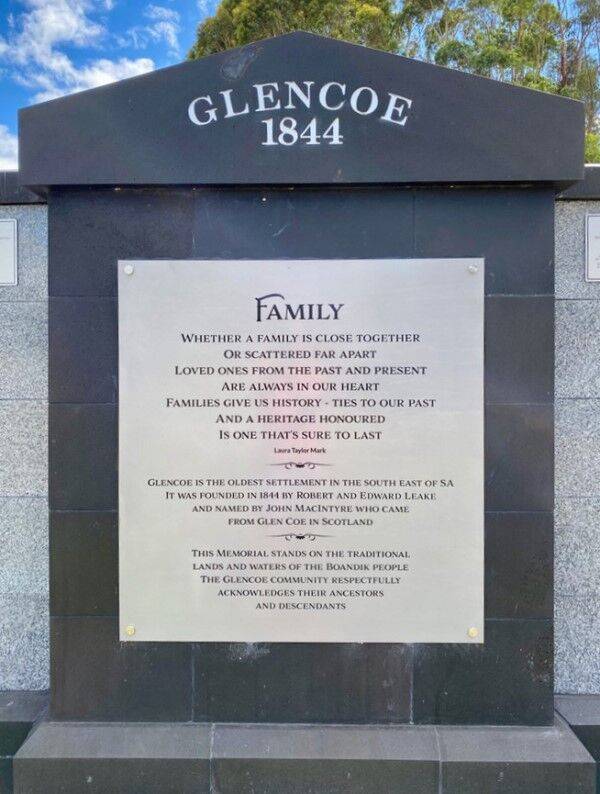 GLENCOE
1844
FAMILY
WHETHER A FAMILY IS CLOSE TOGETHER
OR SCATTERED FAR APART
LOVED ONES FROM THE PAST AND PRESENT
ARE ALWAYS IN OUR HEART
FAMILIES GIVE US HISTORY - TIES TO OUR PAST
AND A HERITAGE HONOURED
IS ONE THAT'S SURE TO LAST
Laura Taylor Mark
GLENCOE IS THE OLDEST SETTLEMENT IN THE SOUTH EAST OF SA
IT WAS FOUNDED IN 1844 BY ROBERT AND EDWARD LEAKE
AND NAMED BY JOHN MACINTYRE WHO CAME
FROM GLEN COE IN SCOTLAND
THIS MEMORIAL STANDS ON THE TRADITIONAL
LANDS AND WATERS OF THE BOANDIK PEOPLE
THE GLENCOE COMMUNITY RESPECTFULLY
ACKNOWLEDGES THEIR ANCESTORS
AND DESCENDANTS